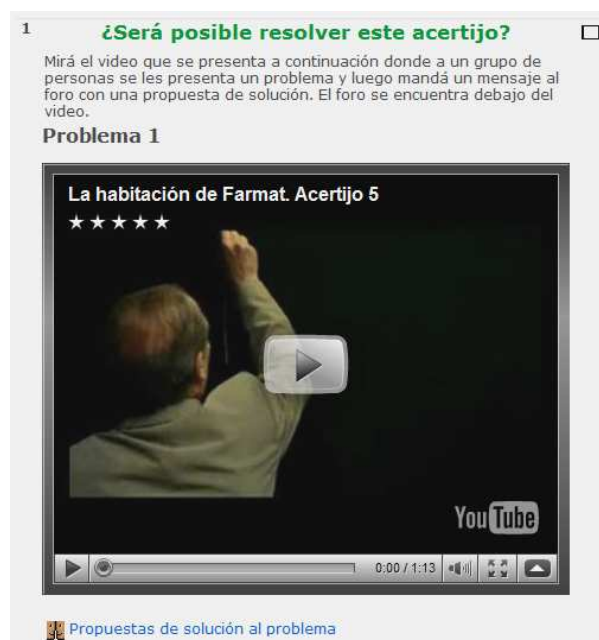 1
¿Será posible resolver este acertijo?
Mirá el video que se presenta a continuación donde a un grupo de
personas se les presenta un problema y luego mandá un mensaje al
foro con una propuesta de solución. El foro se encuentra debajo del
video.
Problema 1
La habitación de Farmat. Acertijo 5
YouTube
0:00 / 1:13
Propuestas de solución al problema